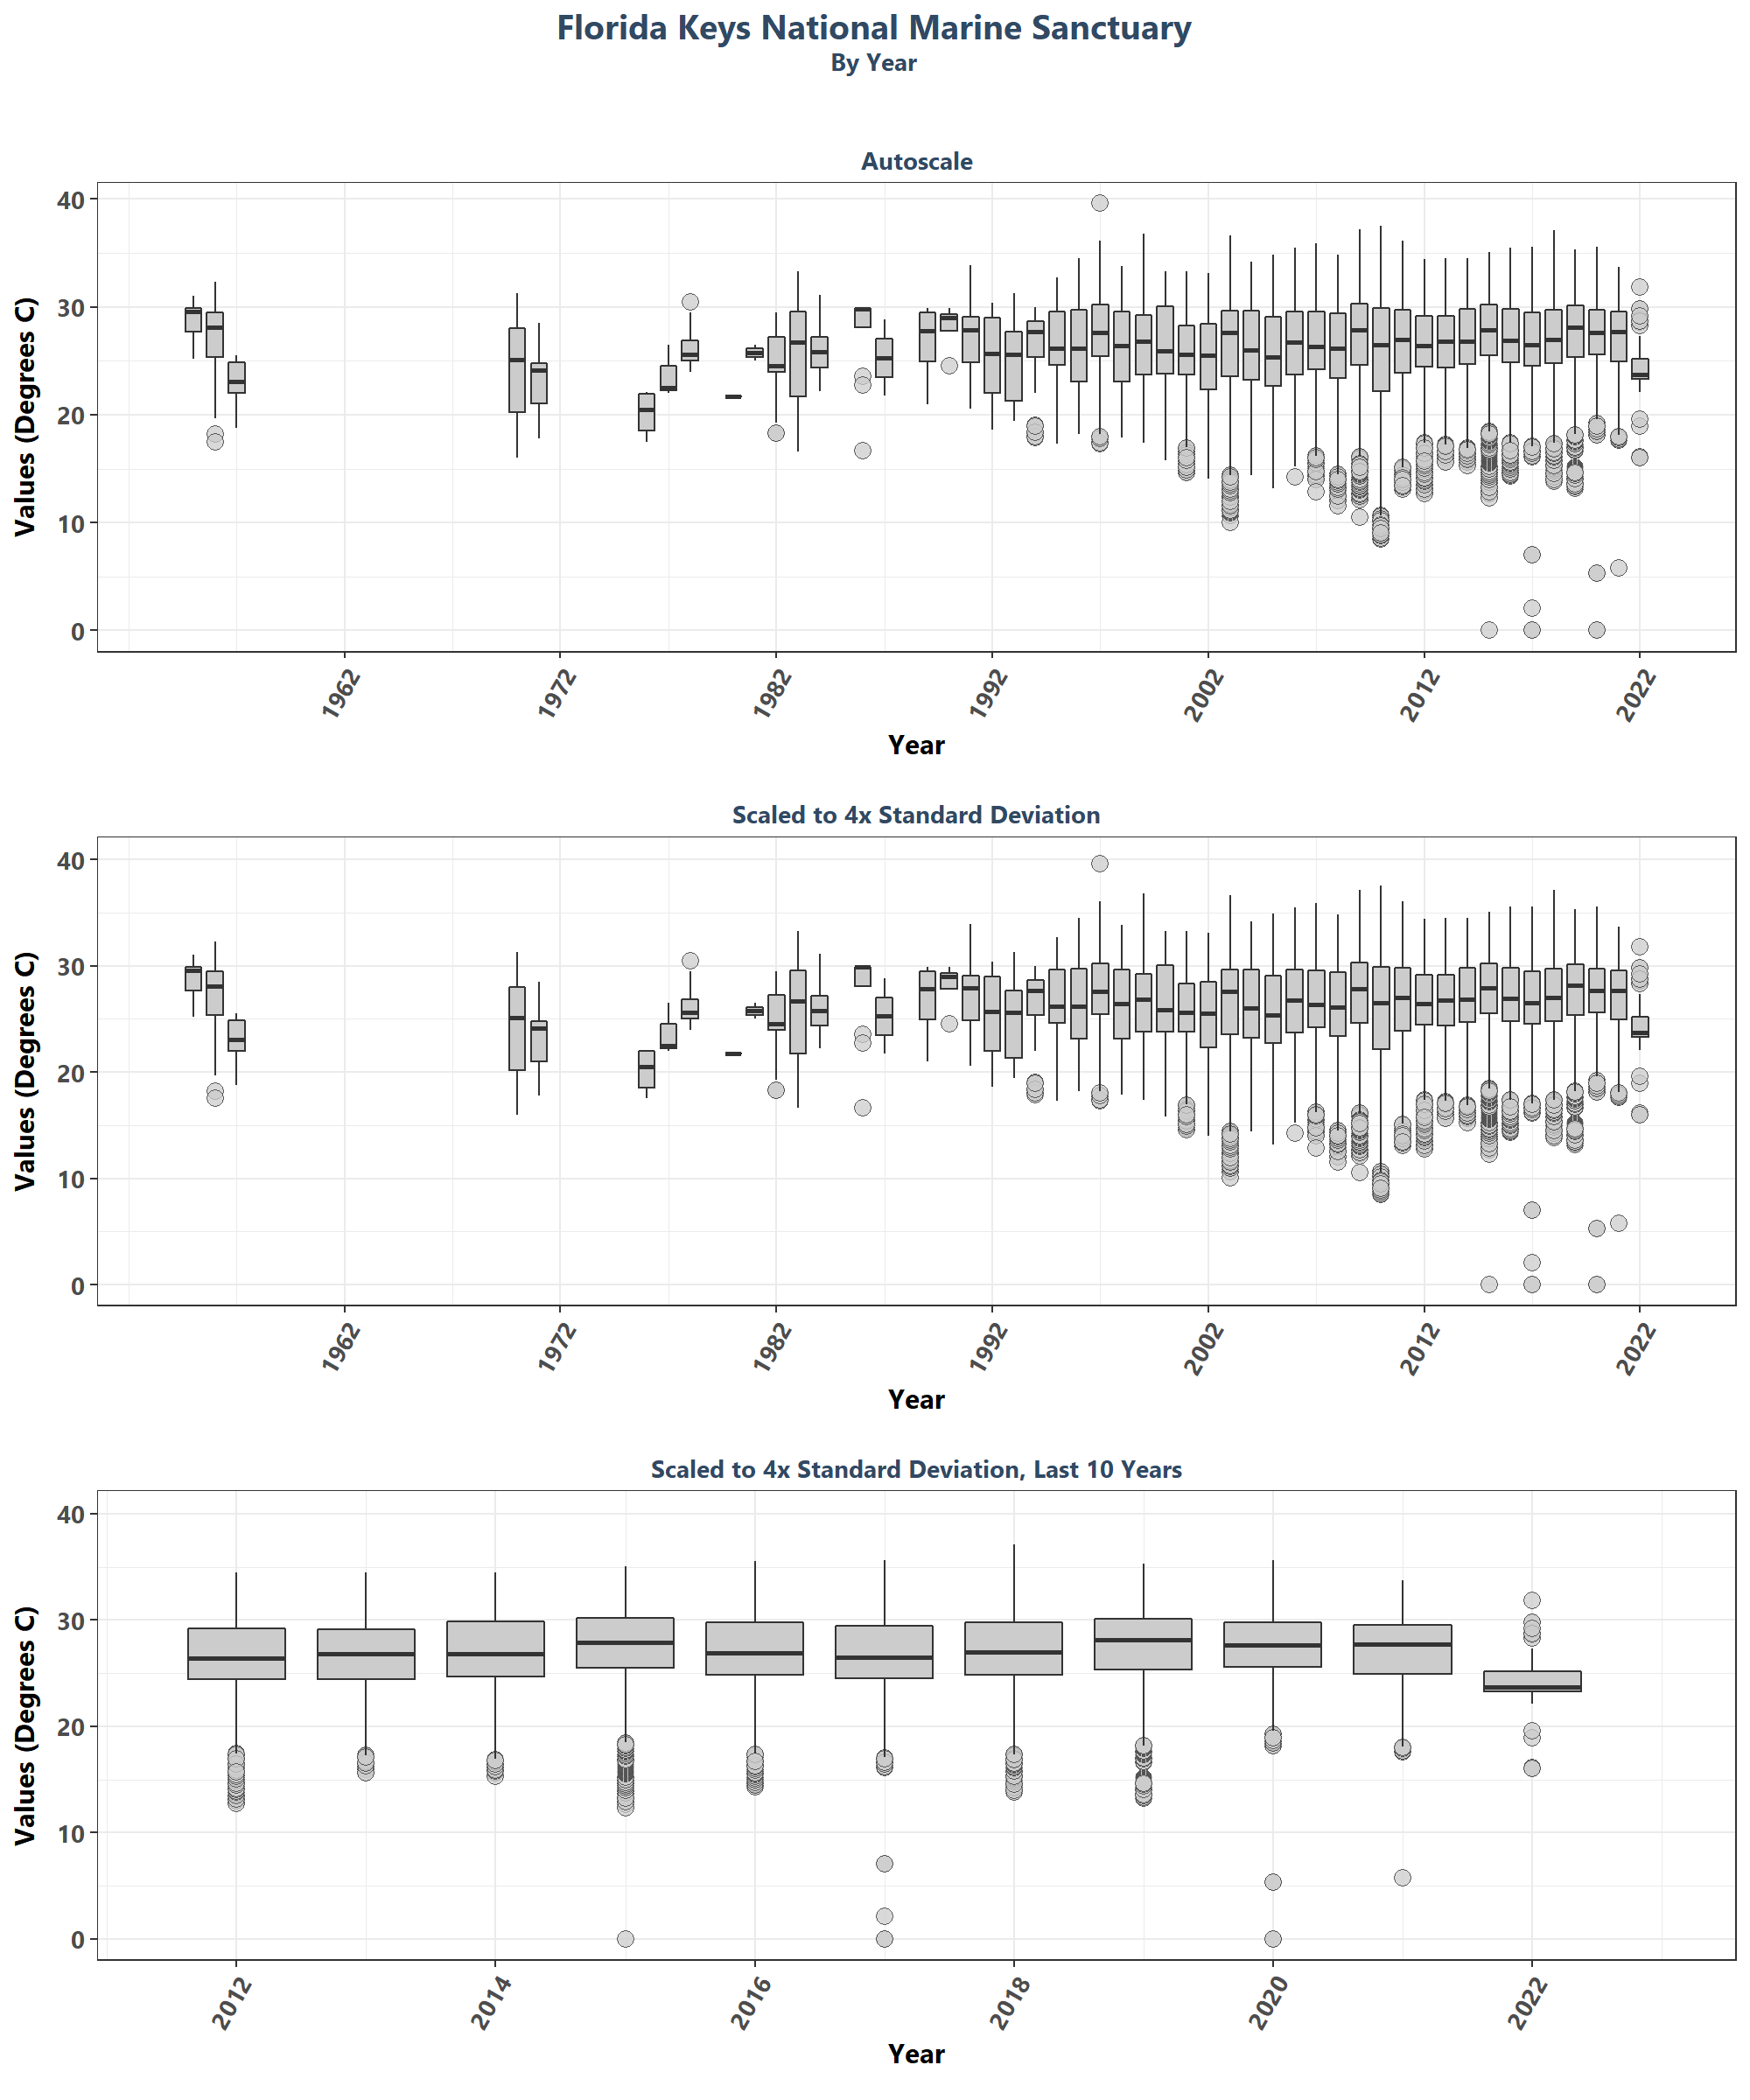 Florida Keys National Marine Sanctuary
By Year
Autoscale
Values (Degrees C)
40
30
20
10
0
1962 1972 1982 1992 2002 2012 2022
Year
Scaled to 4x Standard Deviation
Values (Degrees C)
40
30
20
10
0
1962 1972 1982 1992 2002 2012 2022
Year
Scaled to 4x Standard Deviation, Last 10 Years
Values (Degrees C)
40
30
20
10
0
2012 2014 2016 2018 2020 2022
Year